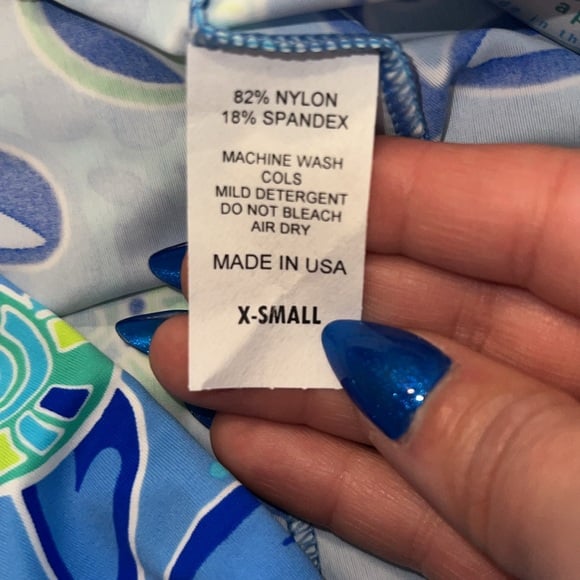 82% NYLON
18% SPANDEX
MACHINE WASH
COLS
MILD DETERGENT
DO NOT BLEACH
AIR DRY
MADE IN USA
X-SMALL